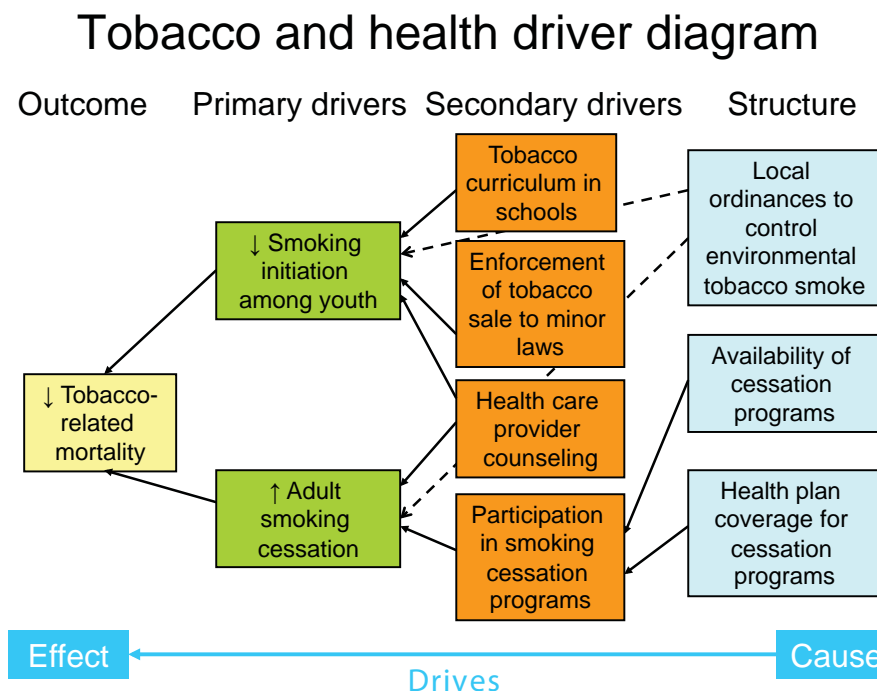 Tobacco and health driver diagram
Outcome
Primary drivers
Secondary drivers
Structure
Tobacco
curriculum in
schools
Local
ordinances to
control
environmental
tobacco smoke
↓ Smoking
initiation
among youth
Enforcement
of tobacco
sale to minor
laws
Availability of
cessation
programs
↓ Tobacco-
related
mortality
Health care
provider
counseling
↑ Adult
smoking
cessation
Participation
in smoking
cessation
programs
Health plan
coverage for
cessation
programs
Effect
Drives
Cause